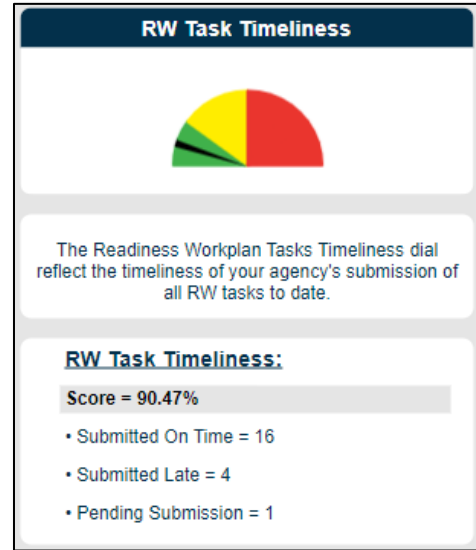 RW Task Timeliness
The Readiness Workplan Tasks Timeliness dial
reflect the timeliness of your agency's submission of
all RW tasks to date.
RW Task Timeliness:
Score = 90.47%
• Submitted On Time = 16
• Submitted Late = 4
• Pending Submission = 1